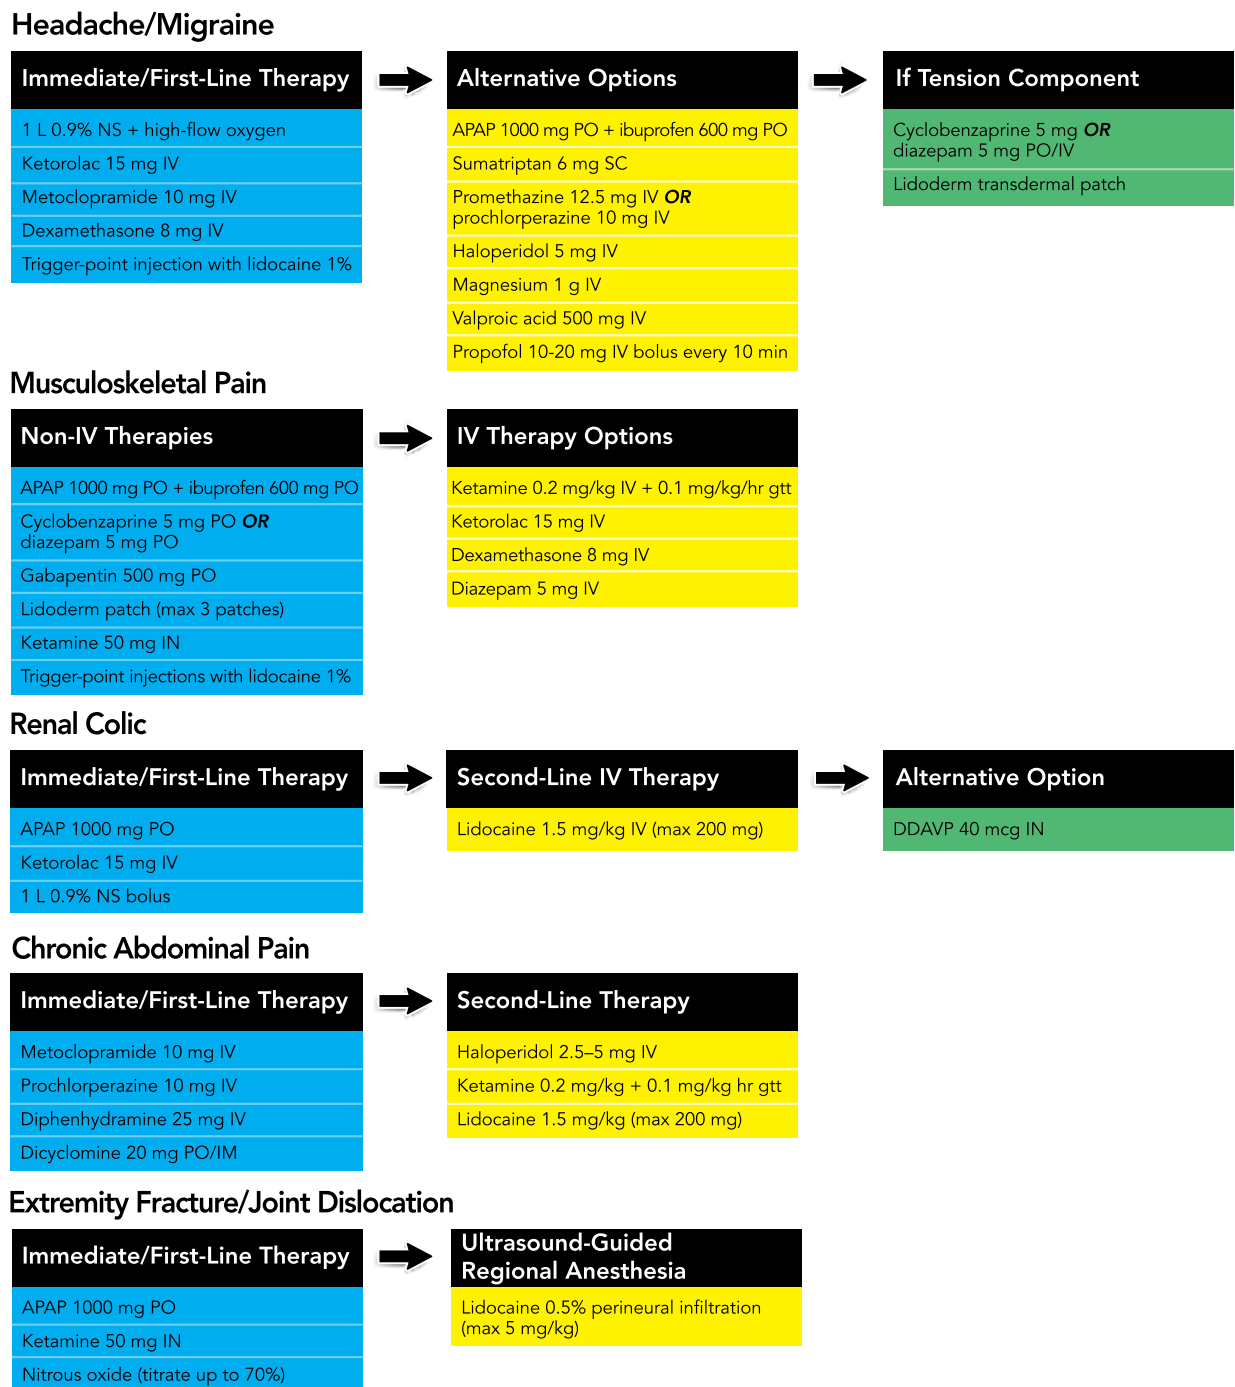 Headache/Migraine
Immediate/First-Line Therapy
1 L 0.9% NS + high-flow oxygen
Ketorolac 15 mg IV
Metoclopramide 10 mg IV
Dexamethasone 8 mg IV
Trigger-point injection with lidocaine 1%
Alternative Options
APAP 1000 mg PO + ibuprofen 600 mg PO
Sumatriptan 6 mg SC
Promethazine 12.5 mg IV OR
prochlorperazine 10 mg IV
Haloperidol 5 mg IV
Magnesium 1 g IV
Valproic acid 500 mg IV
Propofol 10-20 mg IV bolus every 10 min
If Tension Component
Cyclobenzaprine 5 mg OR
diazepam 5 mg PO/IV
Lidoderm transdermal patch
Musculoskeletal Pain
Non-IV Therapies
APAP 1000 mg PO + ibuprofen 600 mg PO
Cyclobenzaprine 5 mg PO OR
diazepam 5 mg PO
Gabapentin 500 mg PO
Lidoderm patch (max 3 patches)
Ketamine 50 mg IN
Trigger-point injections with lidocaine 1%
IV Therapy Options
Ketamine 0.2 mg/kg IV + 0.1 mg/kg/hr gtt
Ketorolac 15 mg IV
Dexamethasone 8 mg IV
Diazepam 5 mg IV
Renal Colic
Immediate/First-Line Therapy
APAP 1000 mg PO
Ketorolac 15 mg IV
1 L 0.9% NS bolus
Second-Line IV Therapy
Lidocaine 1.5 mg/kg IV (max 200 mg)
Alternative Option
DDAVP 40 mcg IN
Chronic Abdominal Pain
Immediate/First-Line Therapy
Metoclopramide 10 mg IV
Prochlorperazine 10 mg IV
Diphenhydramine 25 mg IV
Dicyclomine 20 mg PO/IM
Second-Line Therapy
Haloperidol 2.5–5 mg IV
Ketamine 0.2 mg/kg + 0.1 mg/kg hr gtt
Lidocaine 1.5 mg/kg (max 200 mg)
Extremity Fracture/Joint Dislocation
Immediate/First-Line Therapy
APAP 1000 mg PO
Ketamine 50 mg IN
Nitrous oxide (titrate up to 70%)
Ultrasound-Guided
Regional Anesthesia
Lidocaine 0.5% perineural infiltration
(max 5 mg/kg)